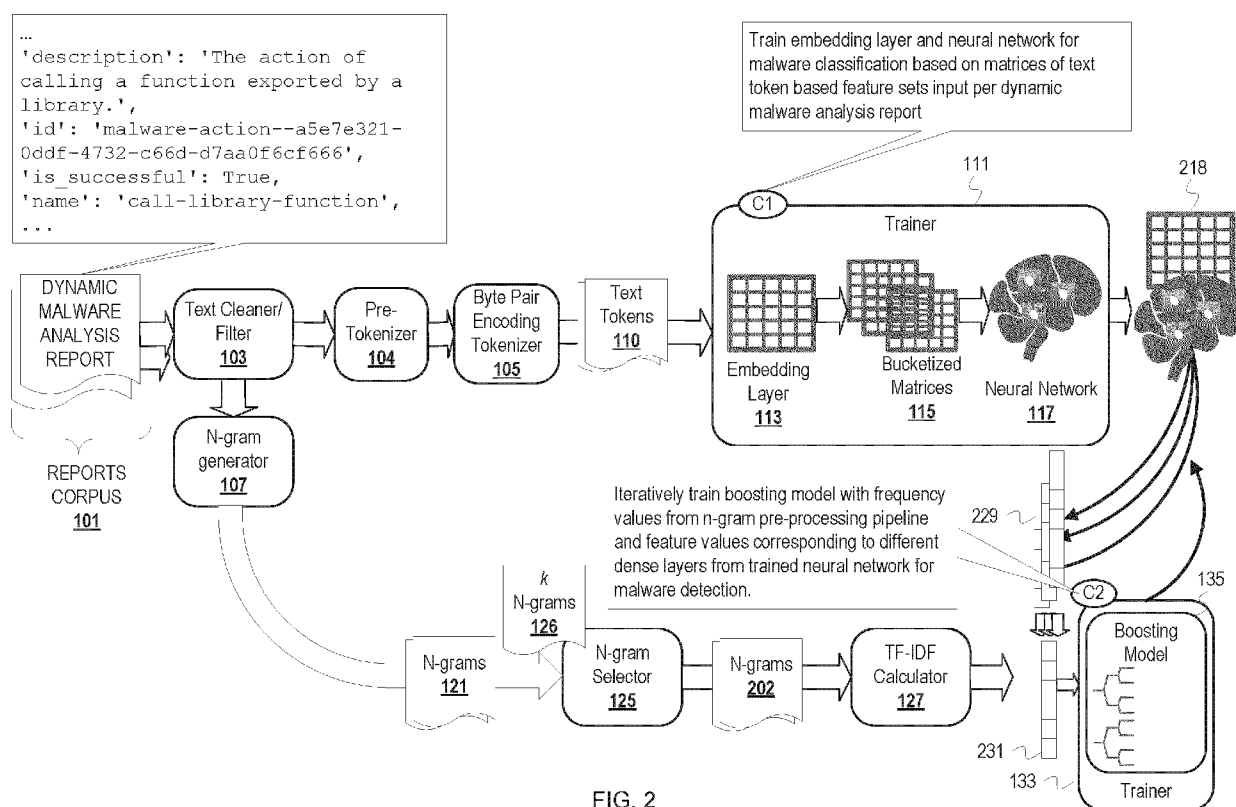 ...
'description': 'The action of
calling a function exported by a
library.',
'id': 'malware-action--a5e7e321-
0ddf-4732-c66d-d7aa0f6cf666',
'is_successful': True,
'name': 'call-library-function',
...
Train embedding layer and neural network for
malware classification based on matrices of text
token based feature sets input per dynamic
malware analysis report
111
218
C1
Trainer
DYNAMIC
MALWARE
ANALYSIS
REPORT
Text Cleaner/
Filter
103
Pre-
Tokenizer
104
Byte Pair
Encoding
Tokenizer
105
Text
Tokens
110
Embedding
Layer
113
Bucketized
Matrices
115
Neural Network
117
N-gram
generator
107
REPORTS
CORPUS
101
Iteratively train boosting model with frequency
values from n-gram pre-processing pipeline
and feature values corresponding to different
dense layers from trained neural network for
malware detection.
229
C2
135
k
N-grams
126
N-grams
121
N-gram
Selector
125
N-grams
202
TF-IDF
Calculator
127
Boosting
Model
231
133
Trainer
FIG. 2